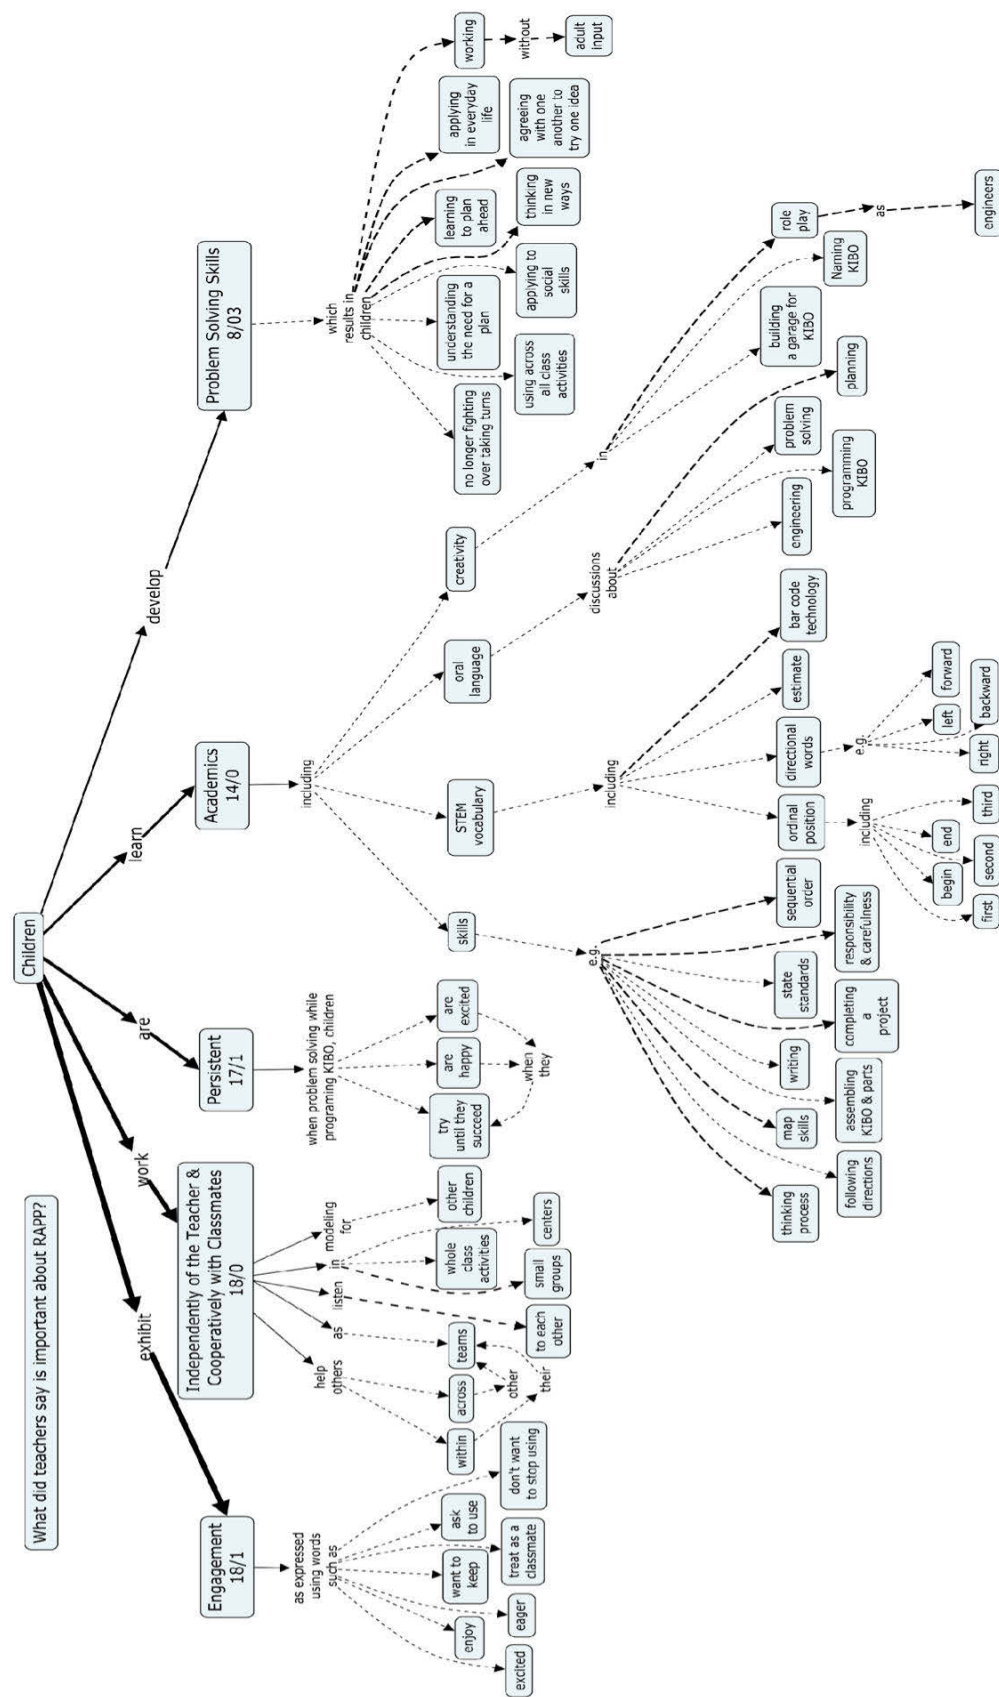 What did teachers say is important about RAPP?
Children
exhibit
work
are
learn
develop
Engagement
18/1
Independently of the Teacher &
Cooperatively with Classmates
18/0
Persistent
17/1
Academics
14/0
Problem Solving Skills
8/03
as expressed
using words
such as
excited
enjoy
eager
want to
keep
treat as a
classmate
ask
to use
don't want
to stop using
help
others
as
listen
in
modeling
for
within
across
teams
other
their
to each
other
small
groups
whole
class
activities
centers
other
children
when problem solving while
programing KIBO, children
try
until they
succeed
are
happy
are
excited
when
they
including
skills
STEM
vocabulary
oral
language
creativity
e.g.
thinking
process
following
directions
map
skills
assembling
KIBO & parts
writing
completing
a
project
state
standards
responsibility
& carefulness
sequential
order
including
ordinal
position
directional
words
estimate
bar code
technology
including
first
begin
second
end
third
e.g.
right
left
backward
forward
discussions
about
engineering
programming
KIBO
problem
solving
planning
in
building
a garage for
KIBO
Naming
KIBO
role
play
as
engineers
which
results in
children
no longer fighting
over taking turns
using across
all class
activities
understanding
the need for a
plan
applying to
social
skills
learning
to plan
ahead
thinking
in new
ways
applying
in everyday
life
agreeing
with one
another to
try one idea
working
without
adult
input